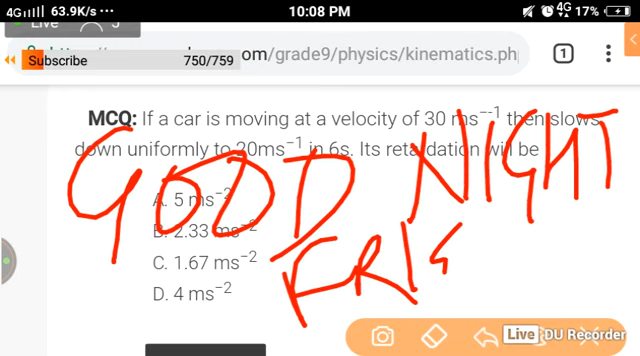 4G 63.9K/s ... 10:08 PM 4G 17%
Live
om/grade9/physics/kinematics.ph 1
Subscribe 750/759
MCQ: If a car is moving at a velocity of 30 ms⁻¹ then slows
down uniformly to 20ms⁻¹ in 6s. Its retardation will be
A. 5 ms⁻²
B. 2.33 ms⁻²
C. 1.67 ms⁻²
D. 4 ms⁻²
GOOD NIGHT
Live DU Recorder